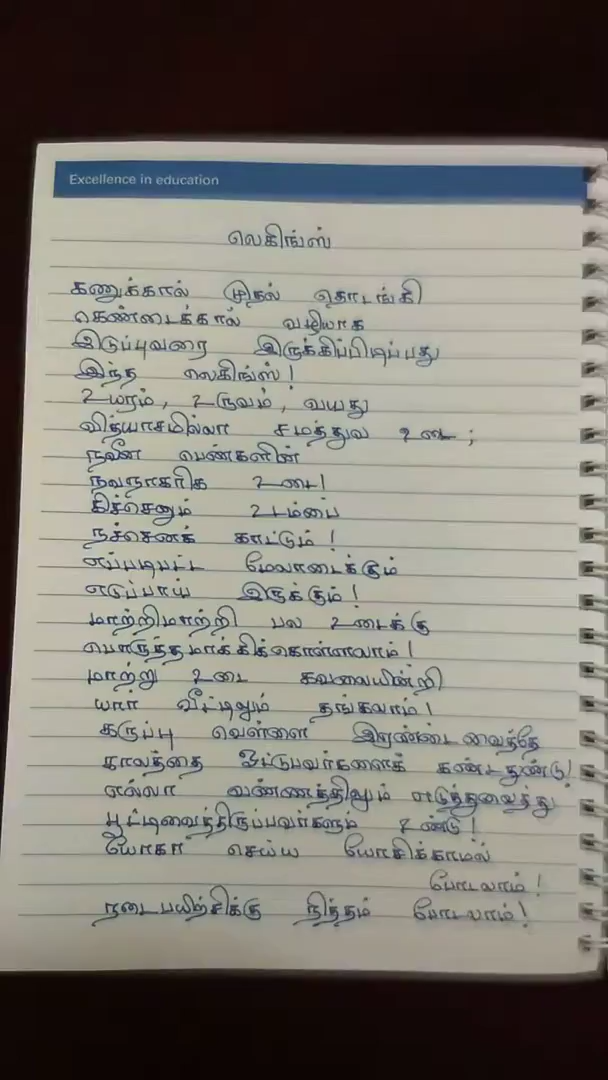 Excellence in education
லெகிங்ஸ்
கணுக்கால் முதல் தொடங்கி
கெண்டைக்கால் வழியாக
இடுப்புவரை இருக்கிப்பிடிப்பது
இந்த லெகிங்ஸ்!
உயரம், உருவம், வயது
வித்யாசமில்லா சமத்துவ உடை;
நவீன பெண்களின்
நவநாகரிக உடை!
கிச்செனும் உடம்பை
நச்செனக் காட்டும்!
எப்படிபட்ட மேலாடைக்கும்
எடுப்பாய் இருக்கும்!
மாற்றிமாற்றி பல உடைக்கு
பொருந்தமாக்கிக்கொள்ளலாம்!
மாற்று உடை கவலையின்றி
யார் வீட்டிலும் தங்கலாம்!
கருப்பு வெள்ளை இரண்டை வைத்தே
காலத்தை ஓட்டுபவர்களைக் கண்டதுண்டு!
எல்லா வண்ணத்திலும் எடுத்துவைத்து
பூட்டிவைத்திருப்பவர்களும் உண்டு!
யோகா செய்ய யோசிக்காமல்
போடலாம்!
நடைபயிற்சிக்கு நித்தம் போடலாம்!